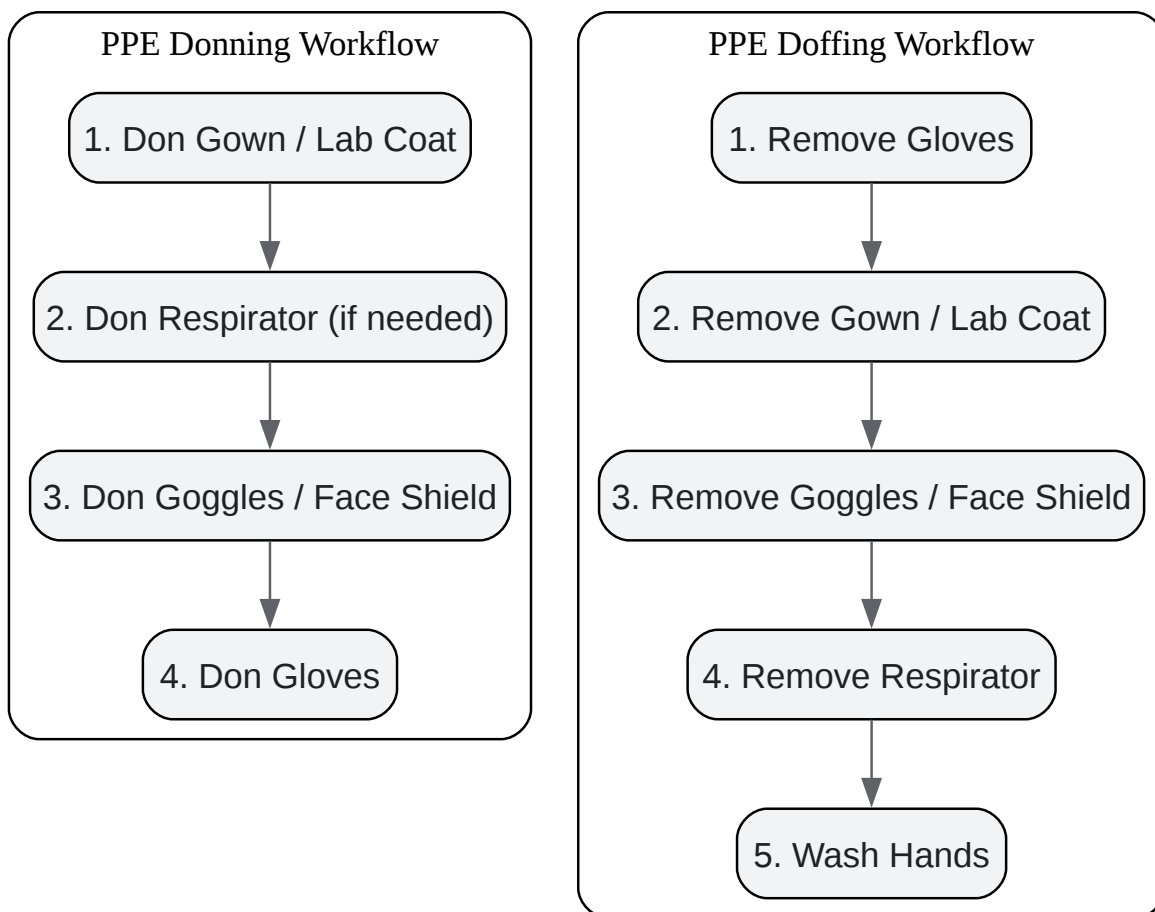 PPE Donning Workflow
1. Don Gown / Lab Coat
2. Don Respirator (if needed)
3. Don Goggles / Face Shield
4. Don Gloves
PPE Doffing Workflow
1. Remove Gloves
2. Remove Gown / Lab Coat
3. Remove Goggles / Face Shield
4. Remove Respirator
5. Wash Hands